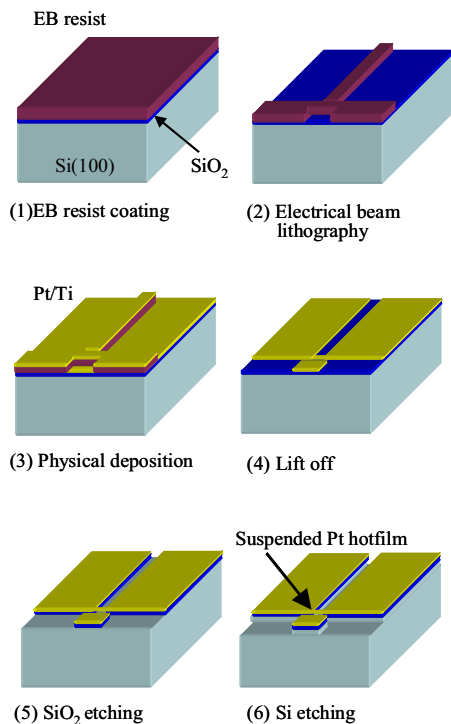 EB resist
Si(100)
SiO2
(1)EB resist coating
(2) Electrical beam
lithography
Pt/Ti
(3) Physical deposition
(4) Lift off
Suspended Pt hotfilm
(5) SiO2 etching
(6) Si etching